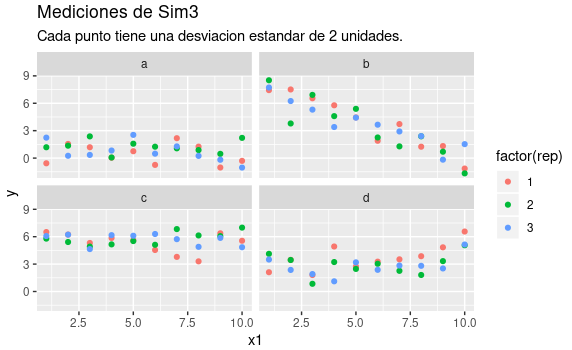 Mediciones de Sim3
Cada punto tiene una desviacion estandar de 2 unidades.
a
b
9
6
3
0
c
d
9
6
3
0
2.5
5.0
7.5
10.0
2.5
5.0
7.5
10.0
x1
y
factor(rep)
1
2
3